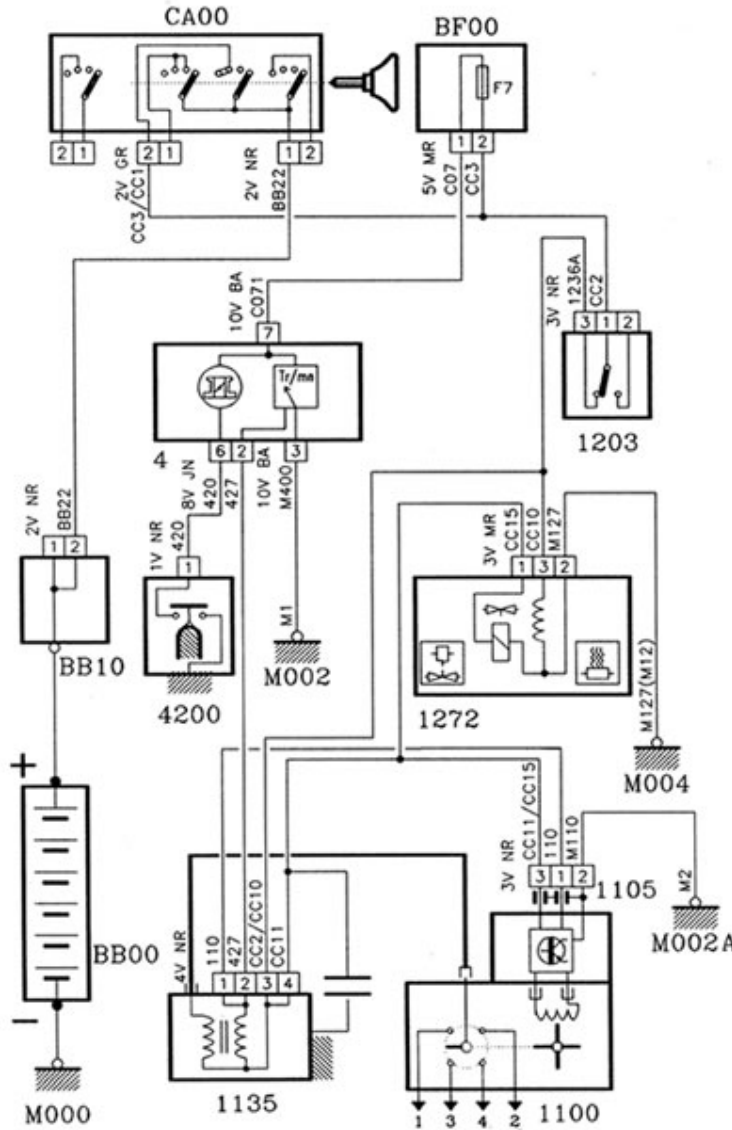 CA00
BF00
F7
2 1
2 1
1 2
1 2
2V GR
CC3/CC1
2V NR
BB22
5V MR
C07
CC3
10V BA
C071
7
3V NR
1236A
CC2
3 1 2
1203
Tr/mn
4
6 2
3
8V JN
420
427
10V BA
M400
2V NR
BB22
1 2
BB10
1V NR
420
1
4200
M1
M002
3V MR
CC15
CC10
M127
1 3 2
1272
M127(M12)
M004
+
BB00
−
M000
4V NR
110
427
CC2/CC10
CC11
1 2 3 4
1135
3V NR
CC11/CC15
110
M110
3 1 2
1105
M2
M002A
1 3 4 2
1100